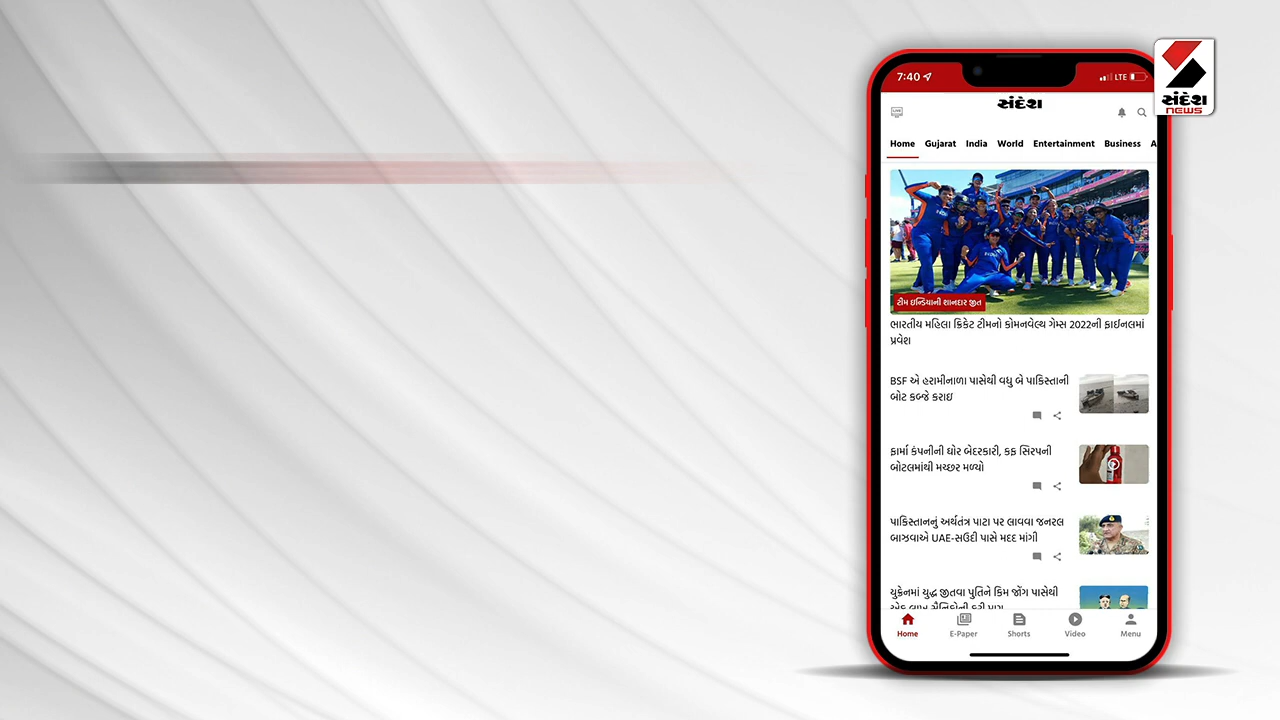 સંદેશ
NEWS
7:40
LTE
LIVE
સંદેશ
Home Gujarat India World Entertainment Business A
ટીમ ઇન્ડિયાની શાનદાર જીત
ભારતીય મહિલા ક્રિકેટ ટીમનો કોમનવેલ્થ ગેમ્સ 2022ની ફાઈનલમાં
પ્રવેશ
BSF એ હરામીનાળા પાસેથી વધુ બે પાકિસ્તાની
બોટ કબ્જે કરાઇ
ફાર્મા કંપનીની ઘોર બેદરકારી, કફ સિરપની
બોટલમાંથી મચ્છર મળ્યો
પાકિસ્તાનનું અર્થતંત્ર પાટા પર લાવવા જનરલ
બાઝવાએ UAE-સઉદી પાસે મદદ માંગી
યુક્રેનમાં યુદ્ધ જીતવા પુતિને કિમ જોંગ પાસેથી
Home E-Paper Shorts Video Menu